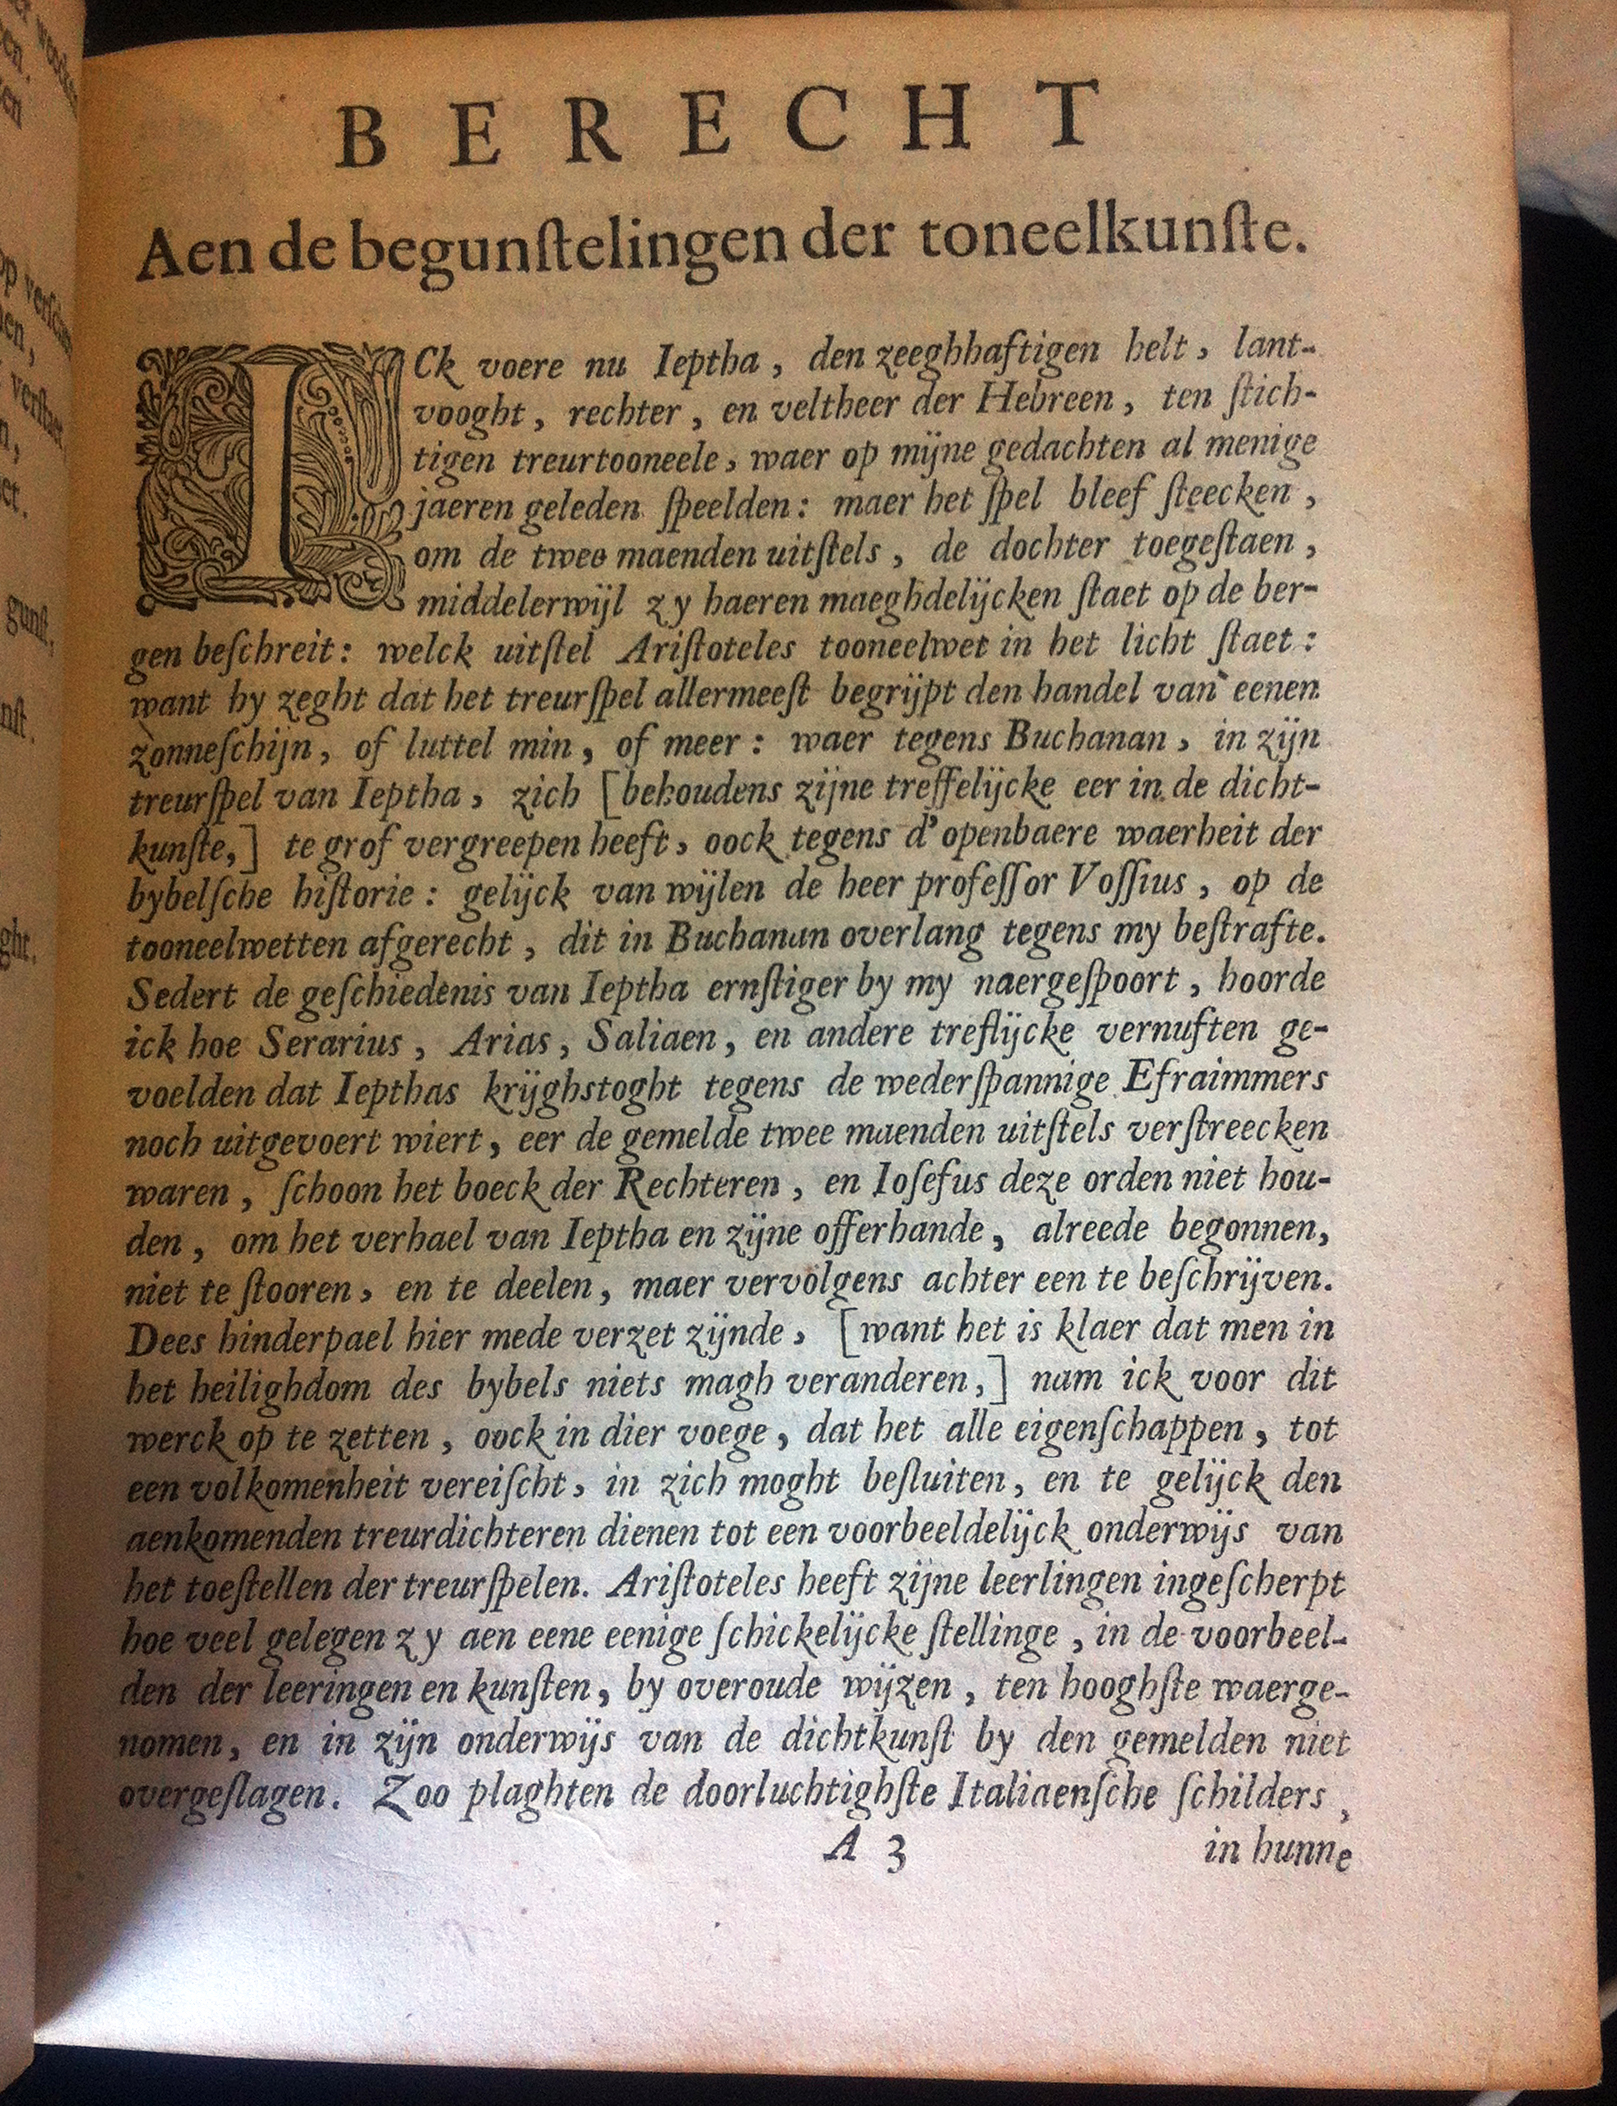 BERECHT
Aen de begunſtelingen der toneelkunſte.
ICk voere nu Ieptha, den zeeghhaftigen helt, lant-
vooght, rechter, en veltheer der Hebreen, ten ſtich-
tigen treurtooneele, waer op mijne gedachten al menige
jaeren geleden ſpeelden: maer het ſpel bleef ſteecken,
om de twee maenden uitſtels, de dochter toegeſtaen,
middelerwijl zy haeren maeghdelijcken ſtaet op de ber-
gen beſchreit: welck uitſtel Ariſtoteles tooneelwet in het licht ſtaet:
want hy zeght dat het treurſpel allermeeſt begrijpt den handel van eenen
zonneſchijn, of luttel min, of meer: waer tegens Buchanan, in zijn
treurſpel van Ieptha, zich [behoudens zijne treffelijcke eer in de dicht-
kunſte,] te grof vergreepen heeft, oock tegens d'openbaere waerheit der
bybelſche hiſtorie: gelijck van wijlen de heer profeſſor Voſſius, op de
tooneelwetten afgerecht, dit in Buchanan overlang tegens my beſtrafte.
Sedert de geſchiedenis van Ieptha ernſtiger by my naergeſpoort, hoorde
ick hoe Serarius, Arias, Saliaen, en andere treflijcke vernuften ge-
voelden dat Iepthas krijghstoght tegens de wederſpannige Efraimmers
noch uitgevoert wiert, eer de gemelde twee maenden uitſtels verſtreecken
waren, ſchoon het boeck der Rechteren, en Ioſefus deze orden niet hou-
den, om het verhael van Ieptha en zijne offerhande, alreede begonnen,
niet te ſtooren, en te deelen, maer vervolgens achter een te beſchrijven.
Dees hinderpael hier mede verzet zijnde, [want het is klaer dat men in
het heilighdom des bybels niets magh veranderen,] nam ick voor dit
werck op te zetten, oock in dier voege, dat het alle eigenſchappen, tot
een volkomenheit vereiſcht, in zich moght beſluiten, en te gelijck den
aenkomenden treurdichteren dienen tot een voorbeeldelijck onderwijs van
het toeſtellen der treurſpelen. Ariſtoteles heeft zijne leerlingen ingeſcherpt
hoe veel gelegen zy aen eene eenige ſchickelijcke ſtellinge, in de voorbeel-
den der leeringen en kunſten, by overoude wijzen, ten hooghſte waerge-
nomen, en in zijn onderwijs van de dichtkunſt by den gemelden niet
overgeſlagen. Zoo plaghten de doorluchtighſte Italiaenſche ſchilders,
A 3 in hunne